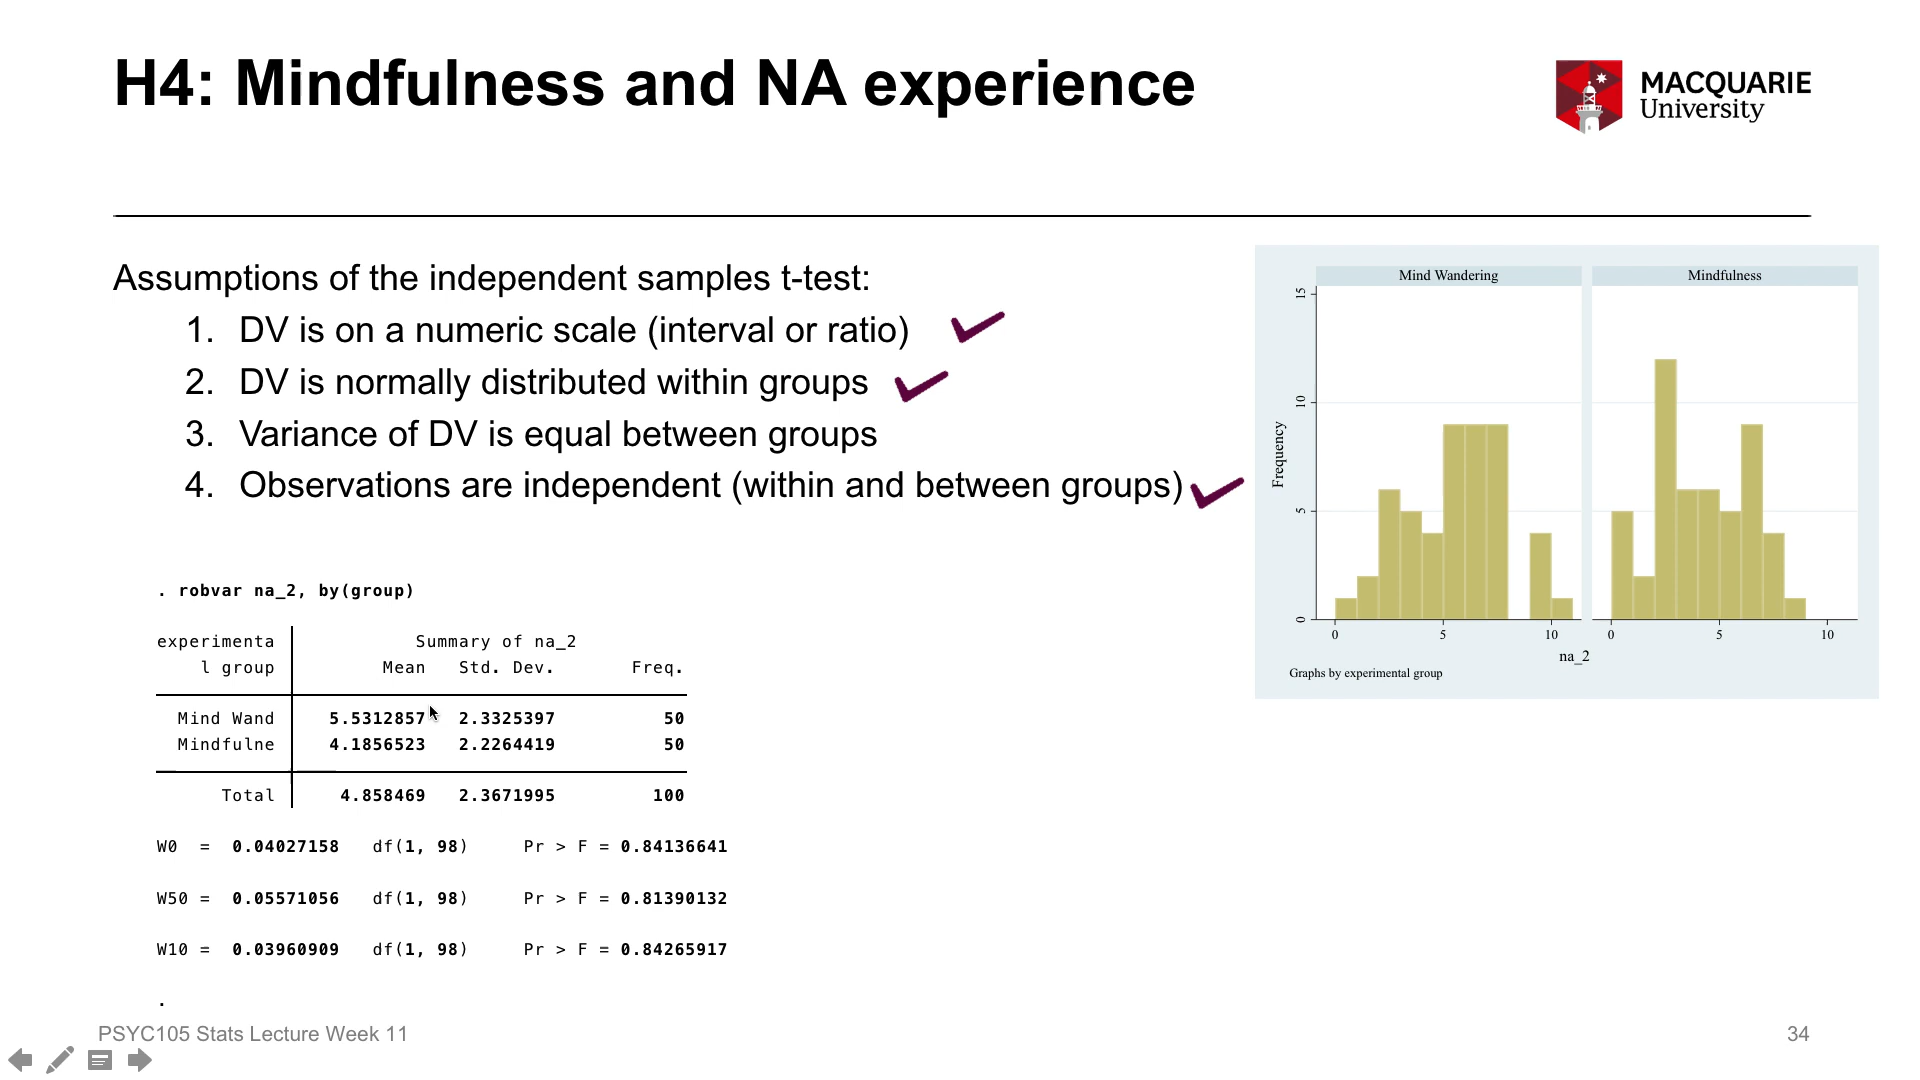 H4: Mindfulness and NA experience
MACQUARIE
University
Assumptions of the independent samples t-test:
1. DV is on a numeric scale (interval or ratio)
2. DV is normally distributed within groups
3. Variance of DV is equal between groups
4. Observations are independent (within and between groups)
. robvar na_2, by(group)
experimenta Summary of na_2
l group Mean Std. Dev. Freq.
Mind Wand 5.5312857 2.3325397 50
Mindfulne 4.1856523 2.2264419 50
Total 4.858469 2.3671995 100
W0 = 0.04027158 df(1, 98) Pr > F = 0.84136641
W50 = 0.05571056 df(1, 98) Pr > F = 0.81390132
W10 = 0.03960909 df(1, 98) Pr > F = 0.84265917
.
Mind Wandering Mindfulness
15
10
5
0
Frequency
0 5 10 0 5 10
na_2
Graphs by experimental group
PSYC105 Stats Lecture Week 11
34